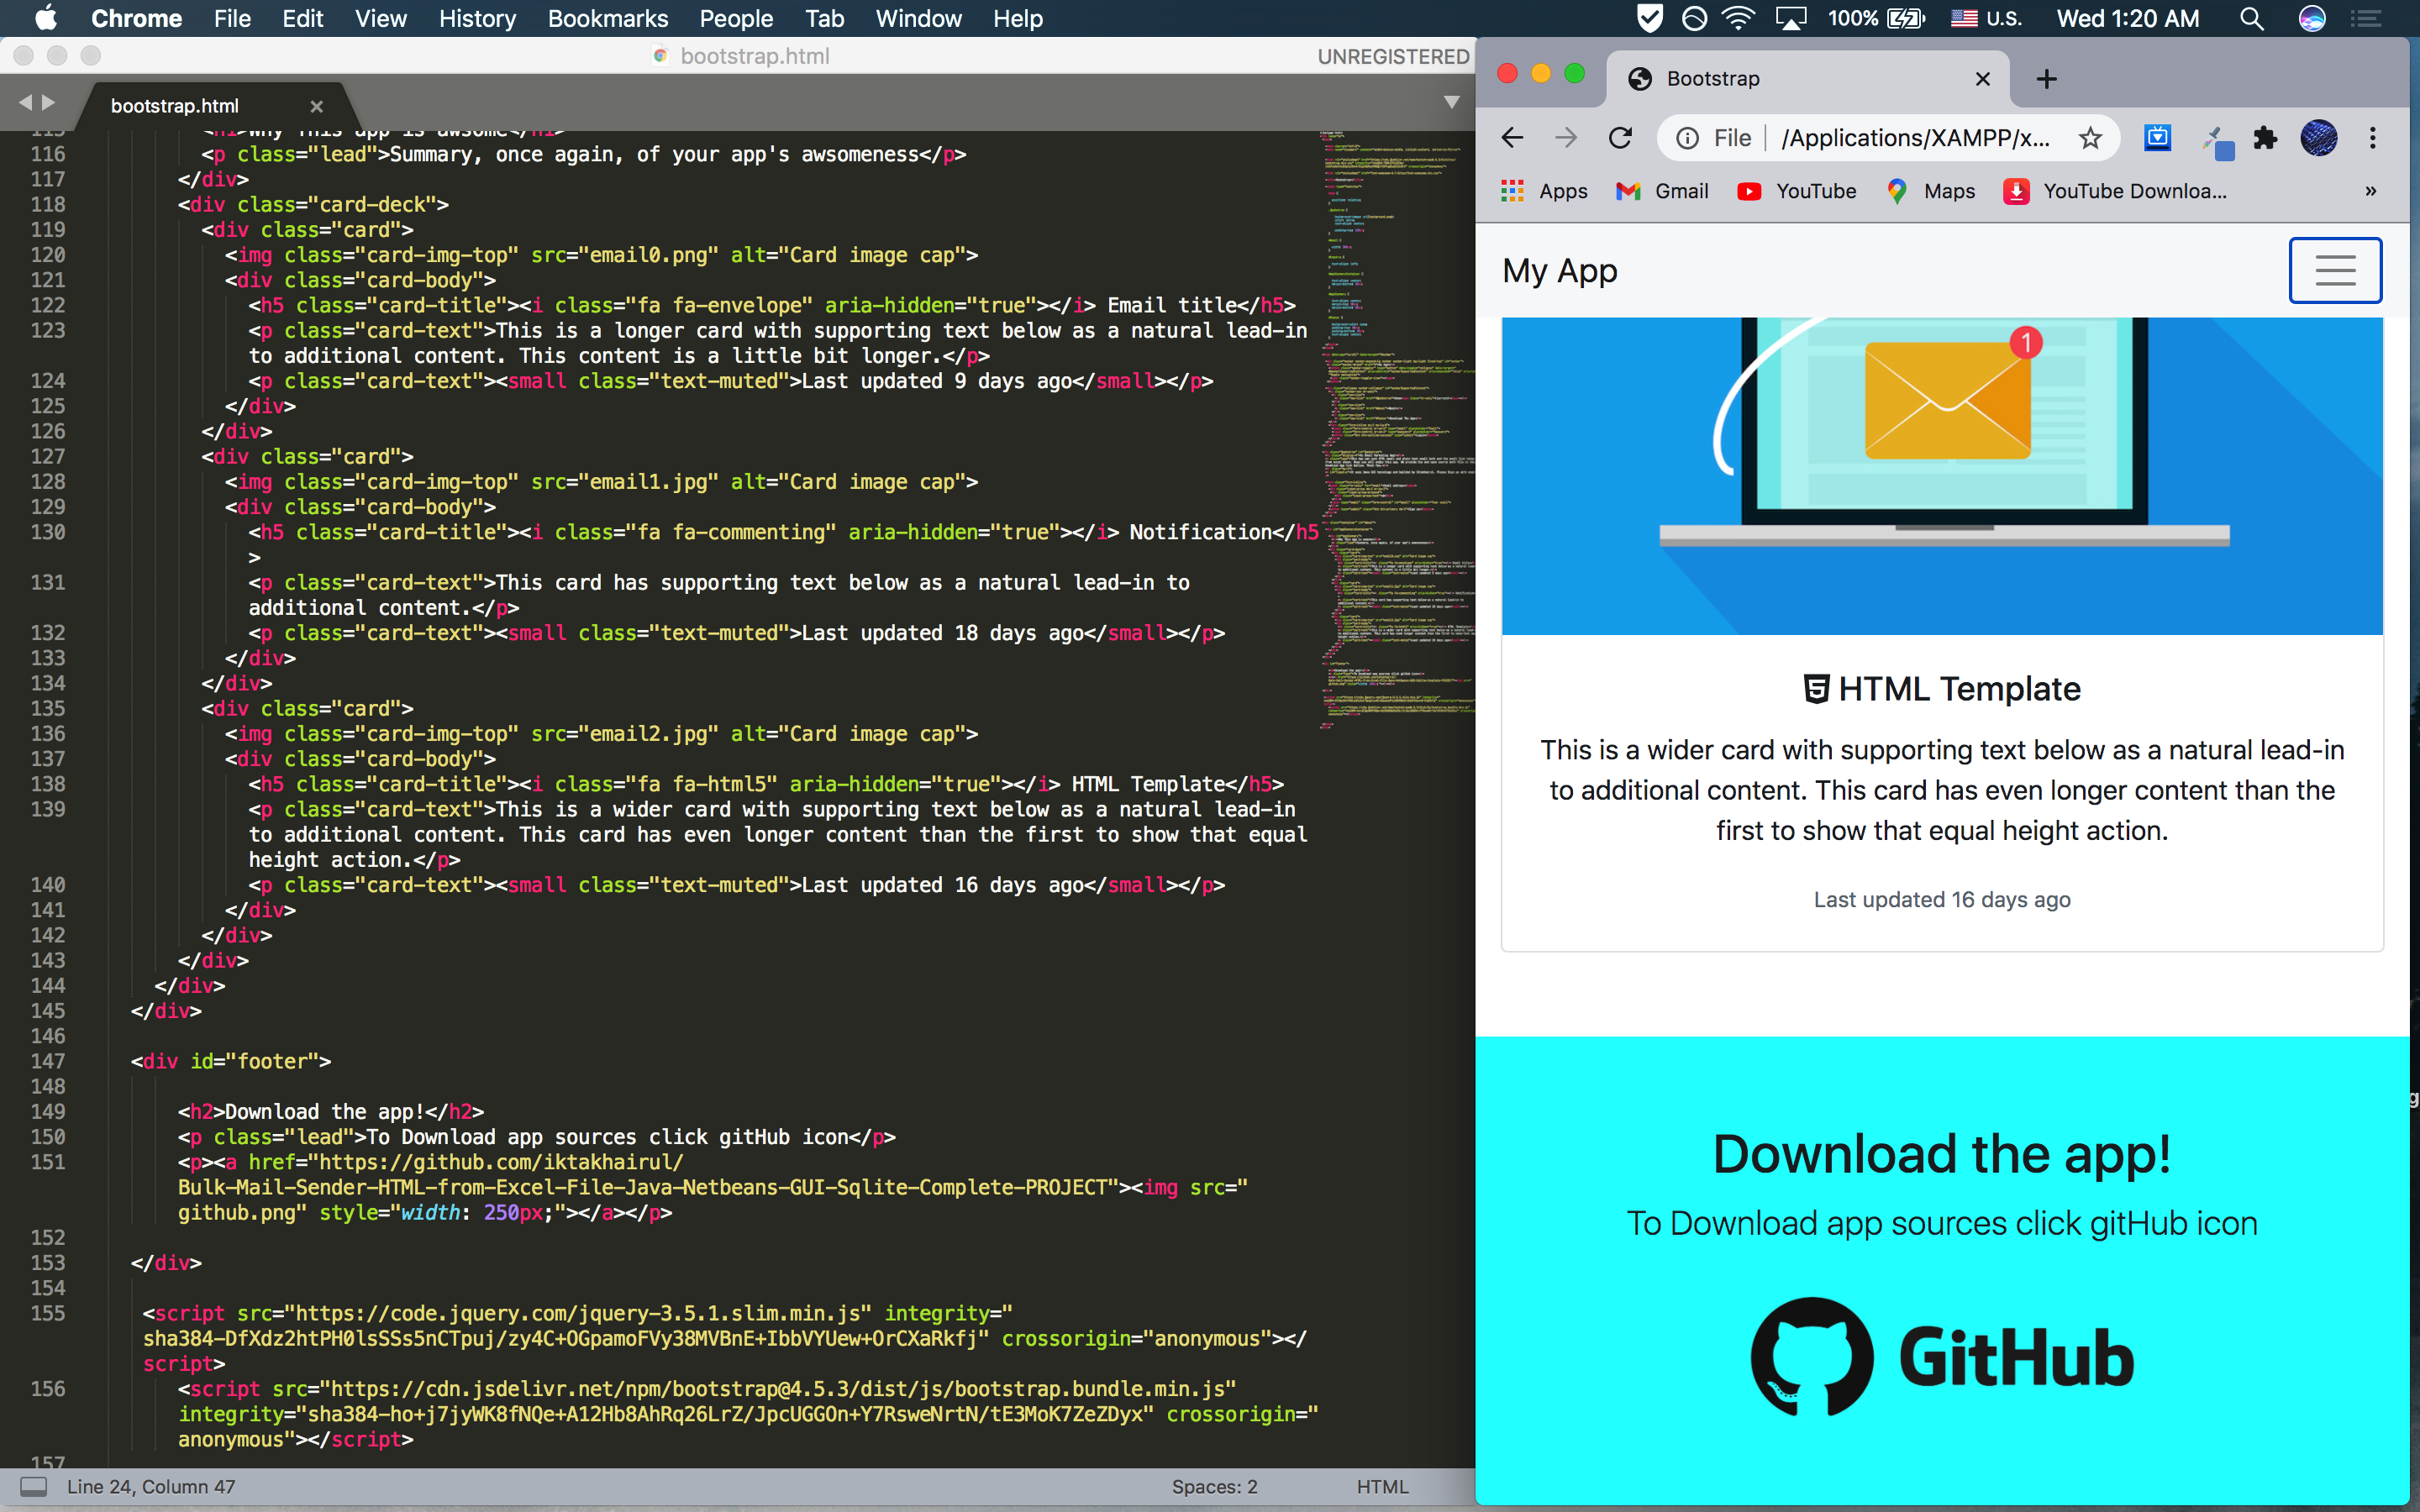 Chrome File Edit View History Bookmarks People Tab Window Help
100% U.S. Wed 1:20 AM
bootstrap.html UNREGISTERED
bootstrap.html ×
115 <h1>Why This app is awsome</h1>
116 <p class="lead">Summary, once again, of your app's awsomeness</p>
117 </div>
118 <div class="card-deck">
119 <div class="card">
120 <img class="card-img-top" src="email0.png" alt="Card image cap">
121 <div class="card-body">
122 <h5 class="card-title"><i class="fa fa-envelope" aria-hidden="true"></i> Email title</h5>
123 <p class="card-text">This is a longer card with supporting text below as a natural lead-in
to additional content. This content is a little bit longer.</p>
124 <p class="card-text"><small class="text-muted">Last updated 9 days ago</small></p>
125 </div>
126 </div>
127 <div class="card">
128 <img class="card-img-top" src="email1.jpg" alt="Card image cap">
129 <div class="card-body">
130 <h5 class="card-title"><i class="fa fa-commenting" aria-hidden="true"></i> Notification</h5
>
131 <p class="card-text">This card has supporting text below as a natural lead-in to
additional content.</p>
132 <p class="card-text"><small class="text-muted">Last updated 18 days ago</small></p>
133 </div>
134 </div>
135 <div class="card">
136 <img class="card-img-top" src="email2.jpg" alt="Card image cap">
137 <div class="card-body">
138 <h5 class="card-title"><i class="fa fa-html5" aria-hidden="true"></i> HTML Template</h5>
139 <p class="card-text">This is a wider card with supporting text below as a natural lead-in
to additional content. This card has even longer content than the first to show that equal
height action.</p>
140 <p class="card-text"><small class="text-muted">Last updated 16 days ago</small></p>
141 </div>
142 </div>
143 </div>
144 </div>
145 </div>
146
147 <div id="footer">
148
149 <h2>Download the app!</h2>
150 <p class="lead">To Download app sources click gitHub icon</p>
151 <p><a href="https://github.com/iktakhairul/
Bulk-Mail-Sender-HTML-from-Excel-File-Java-Netbeans-GUI-Sqlite-Complete-PROJECT"><img src="
github.png" style="width: 250px;"></a></p>
152
153 </div>
154
155 <script src="https://code.jquery.com/jquery-3.5.1.slim.min.js" integrity="
sha384-DfXdz2htPH0lsSSs5nCTpuj/zy4C+OGpamoFVy38MVBnE+IbbVYUew+OrCXaRkfj" crossorigin="anonymous"></
script>
156 <script src="https://cdn.jsdelivr.net/npm/bootstrap@4.5.3/dist/js/bootstrap.bundle.min.js"
integrity="sha384-ho+j7jyWK8fNQe+A12Hb8AhRq26LrZ/JpcUGGOn+Y7RsweNrtN/tE3MoK7ZeZDyx" crossorigin="
anonymous"></script>
157
Line 24, Column 47 Spaces: 2 HTML
Bootstrap
File /Applications/XAMPP/x...
Apps Gmail YouTube Maps YouTube Downloa... »
My App
1
5 HTML Template
This is a wider card with supporting text below as a natural lead-in
to additional content. This card has even longer content than the
first to show that equal height action.
Last updated 16 days ago
Download the app!
To Download app sources click gitHub icon
GitHub